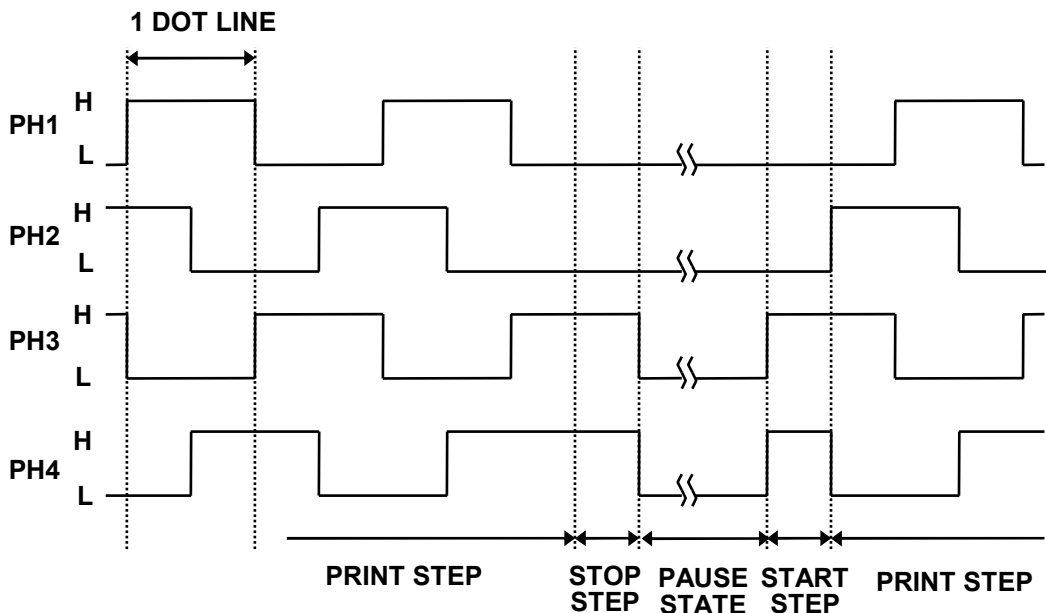 1 DOT LINE
H
PH1
L
H
PH2
L
H
PH3
L
H
PH4
L
PRINT STEP
STOP
STEP
PAUSE
STATE
START
STEP
PRINT STEP